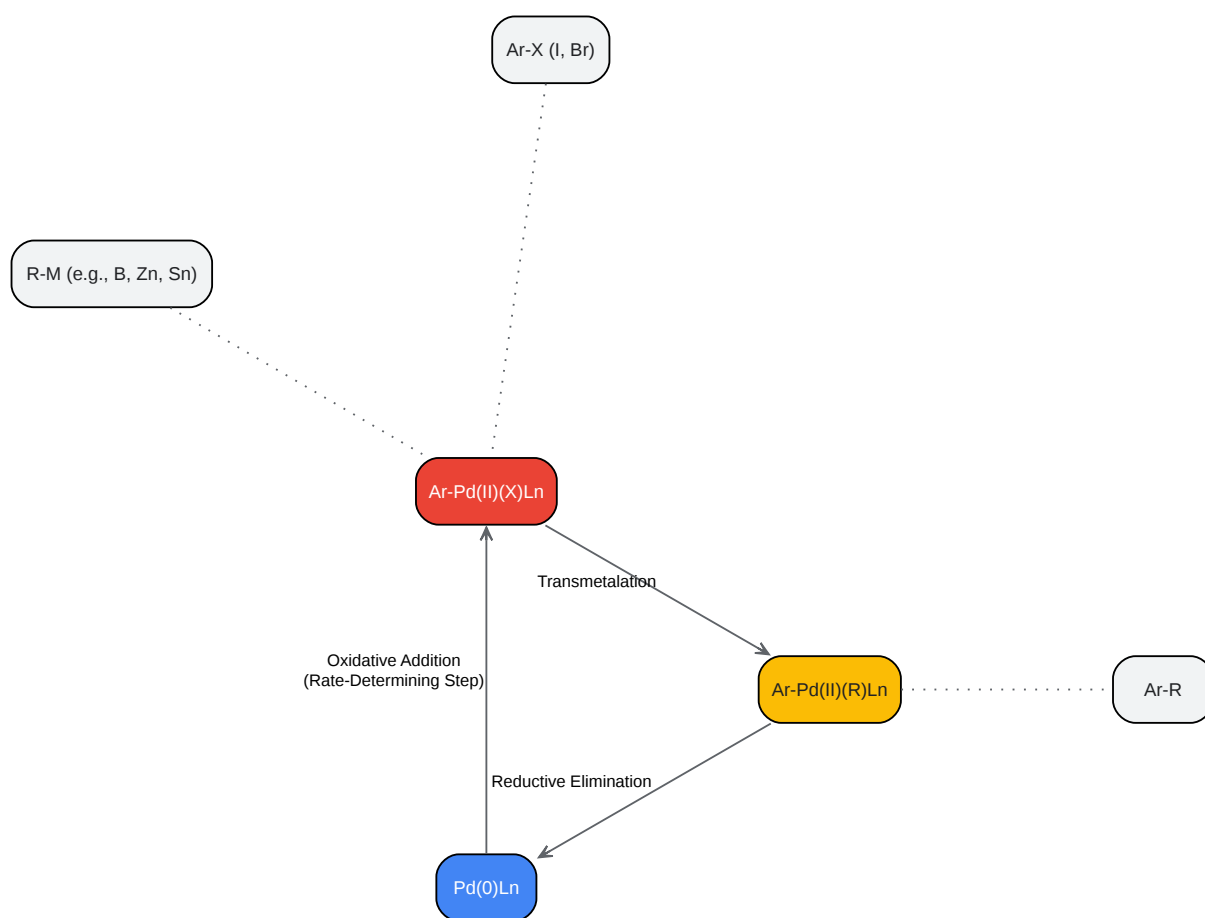 Ar-X (I, Br)
R-M (e.g., B, Zn, Sn)
Ar-Pd(II)(X)Ln
Transmetalation
Oxidative Addition
(Rate-Determining Step)
Ar-Pd(II)(R)Ln
Ar-R
Reductive Elimination
Pd(0)Ln